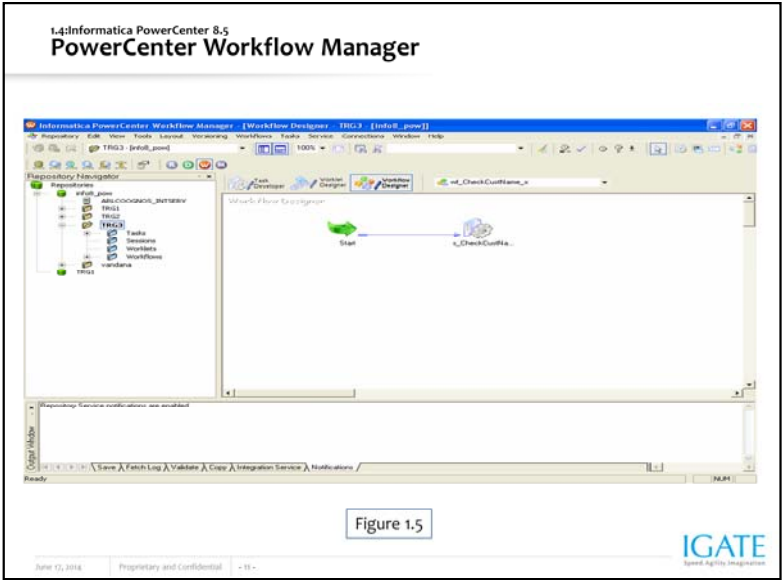 1.4:Informatica PowerCenter 8.5
PowerCenter Workflow Manager
Informatica PowerCenter Workflow Manager - [Workflow Designer - TRG3 - [infoll_pow]]
Repository Edit View Tools Layout Versioning Workflows Tasks Service Connections Window Help
TRG3 - [infoll_pow]
100%
Repository Navigator
Task Developer
Worklet Designer
Workflow Designer
wf_CheckCustName_x
Repositories
infoll_pow
TRG1
TRG2
TRG3
Tasks
Sessions
Worklets
Workflows
vandana
TRG1
Workflow Designer
Start
s_CheckCustNa...
Repository Service notifications are enabled.
Output Window
Save
Fetch Log
Validate
Copy
Integration Service
Notifications
Ready
NUM
Figure 1.5
IGATE
Speed.Agility.Imagination
June 17, 2014
Proprietary and Confidential
- 11 -